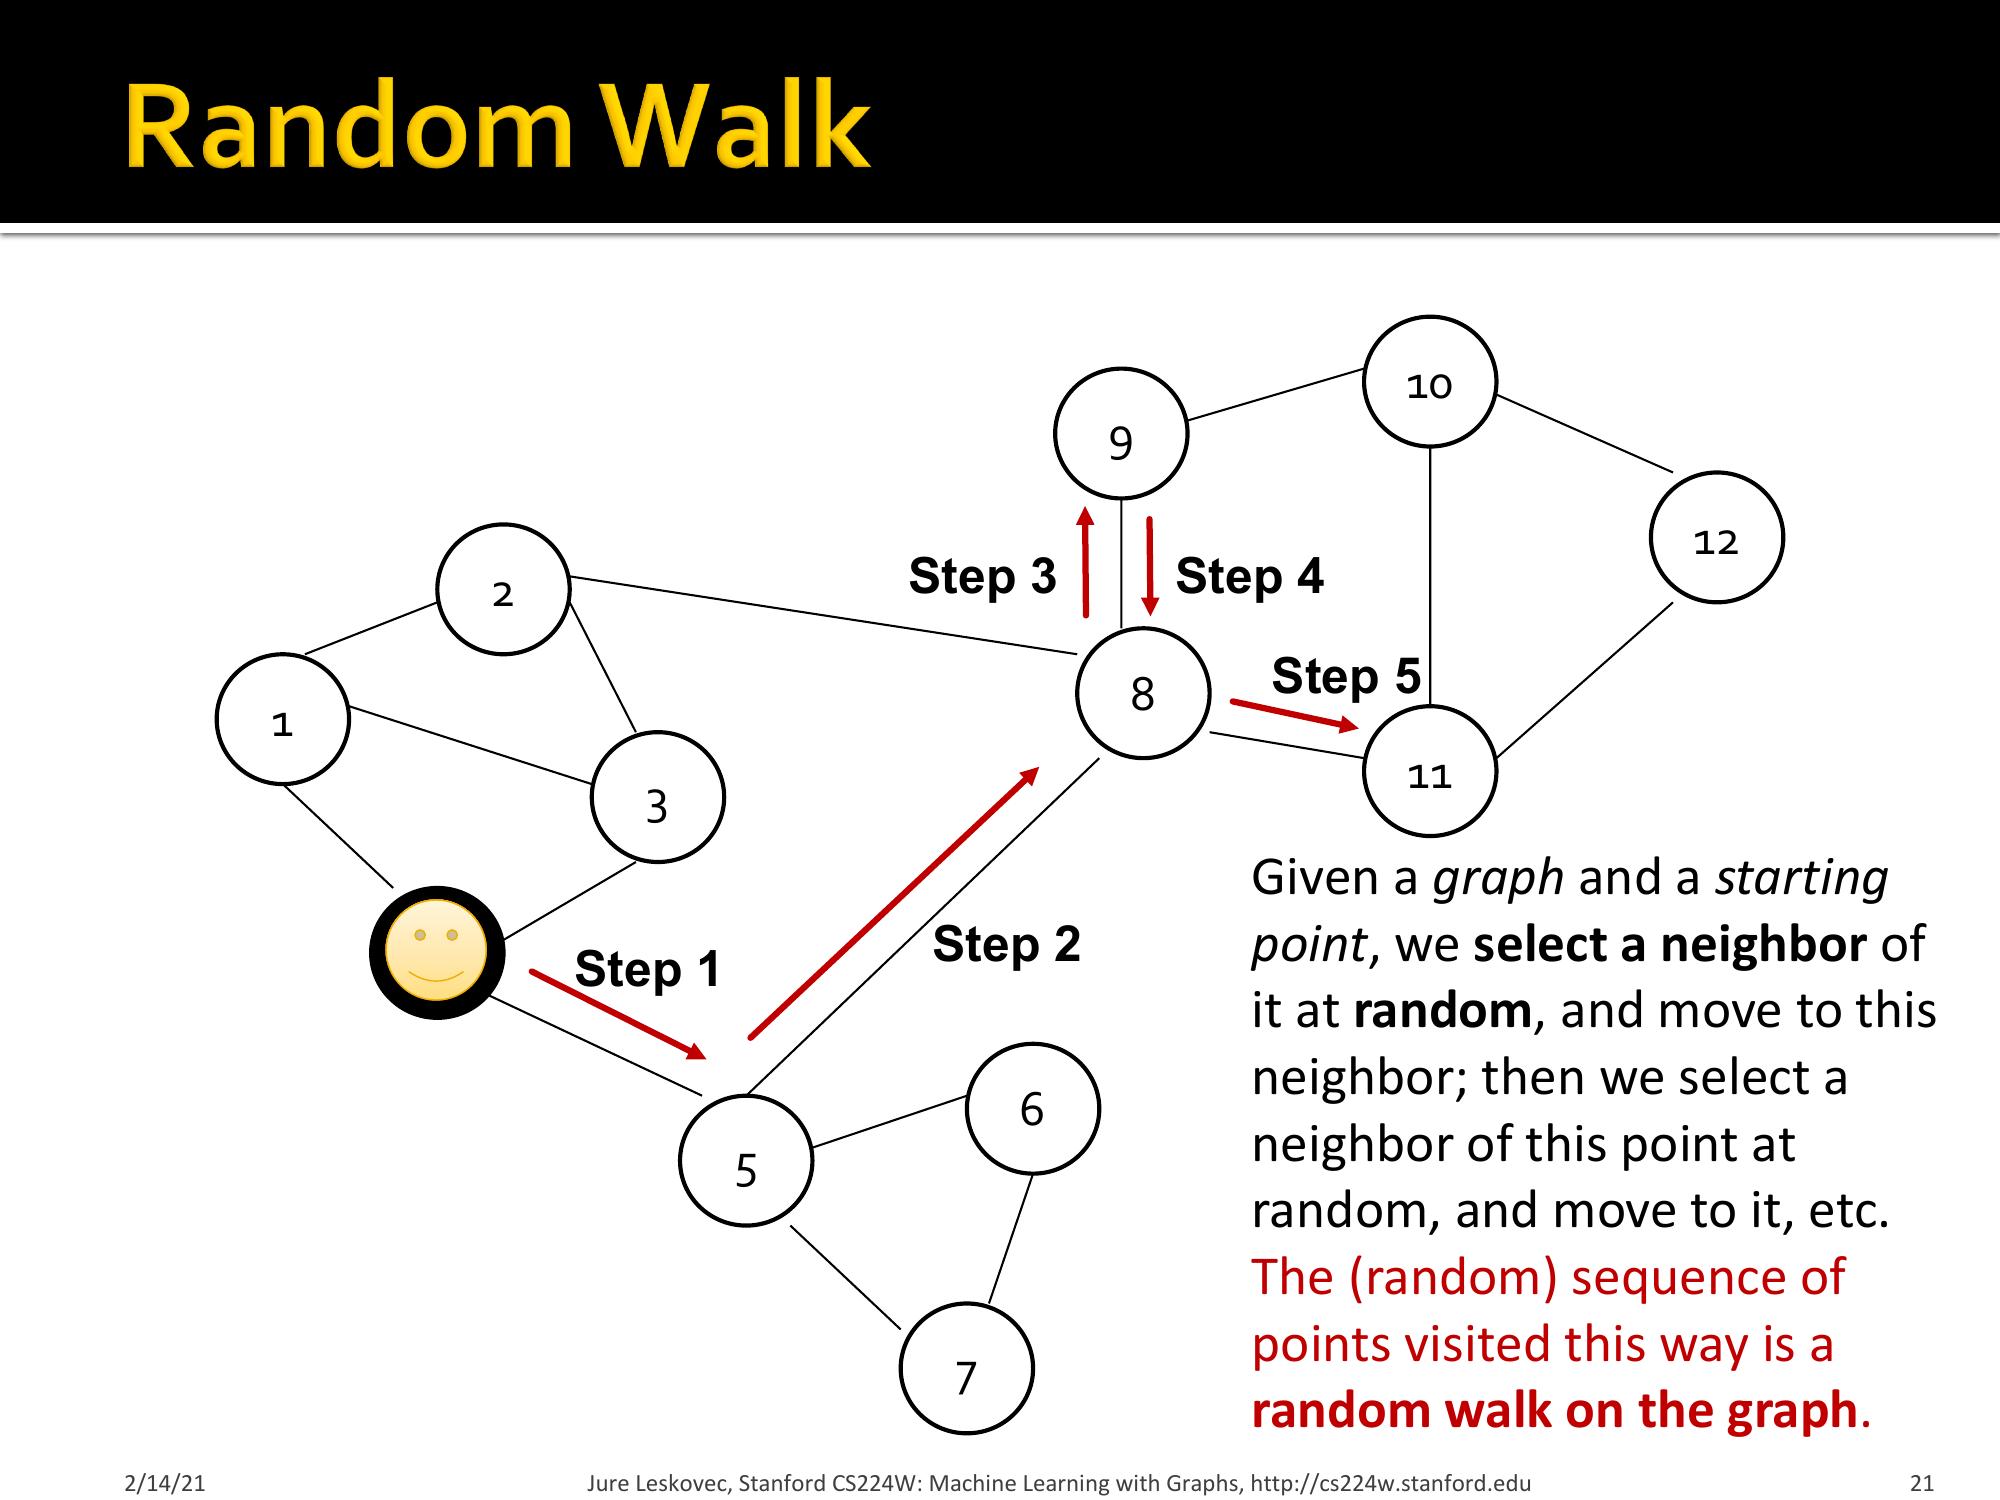 Random Walk
10
9
12
2
Step 3
Step 4
8
Step 5
1
11
3
Given a graph and a starting
point, we select a neighbor of
Step 2
Step 1
it at random, and move to this
neighbor; then we select a
6
neighbor of this point at
5
random, and move to it, etc.
The (random) sequence of
points visited this way is a
7
random walk on the graph.
2/14/21
Jure Leskovec, Stanford CS224W: Machine Learning with Graphs, http://cs224w.stanford.edu
21